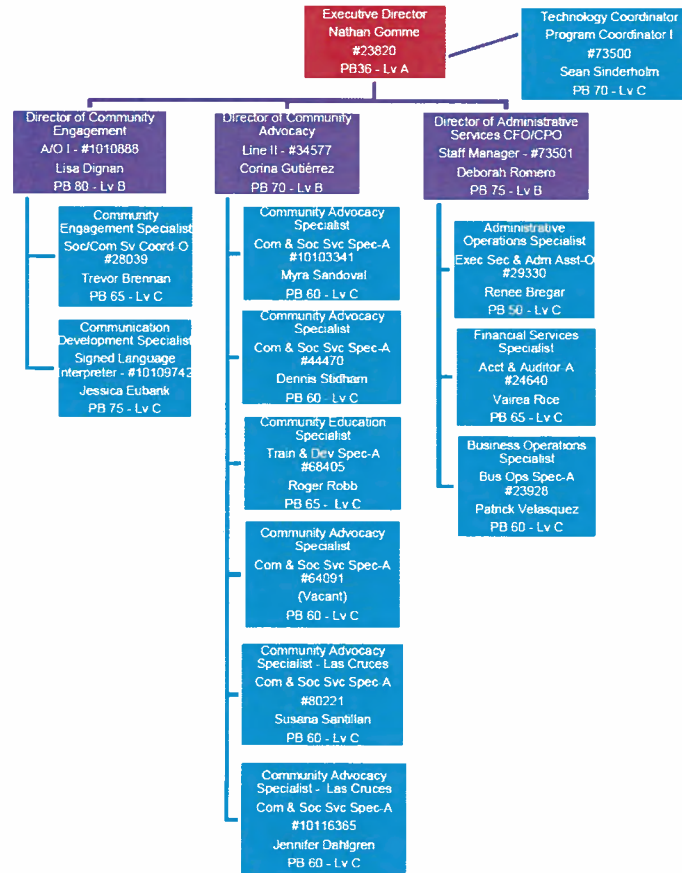 Executive Director
Nathan Gomme
#23820
PB36 - Lv A
Technology Coordinator
Program Coordinator I
#73500
Sean Sinderholm
PB 70 - Lv C
Director of Community
Engagement
A/O I - #1010888
Lisa Dignan
PB 80 - Lv B
Director of Community
Advocacy
Line II - #34577
Corina Gutiérrez
PB 70 - Lv B
Director of Administrative
Services CFO/CPO
Staff Manager - #73501
Deborah Romero
PB 75 - Lv B
Community
Engagement Specialist
Soc/Com Sv Coord-O
#28039
Trevor Brennan
PB 65 - Lv C
Communication
Development Specialist
Signed Language
Interpreter - #10109742
Jessica Eubank
PB 75 - Lv C
Community Advocacy
Specialist
Com & Soc Svc Spec-A
#10103341
Myra Sandoval
PB 60 - Lv C
Community Advocacy
Specialist
Com & Soc Svc Spec-A
#44470
Dennis Stidham
PB 60 - Lv C
Community Education
Specialist
Train & Dev Spec-A
#68405
Roger Robb
PB 65 - Lv C
Community Advocacy
Specialist
Com & Soc Svc Spec-A
#64091
(Vacant)
PB 60 - Lv C
Community Advocacy
Specialist - Las Cruces
Com & Soc Svc Spec-A
#80221
Susana Santillan
PB 60 - Lv C
Community Advocacy
Specialist - Las Cruces
Com & Soc Svc Spec-A
#10116365
Jennifer Dahlgren
PB 60 - Lv C
Administrative
Operations Specialist
Exec Sec & Adm Asst-O
#29330
Renee Bregar
PB 50 - Lv C
Financial Services
Specialist
Acct & Auditor-A
#24640
Vairea Rice
PB 65 - Lv C
Business Operations
Specialist
Bus Ops Spec-A
#23928
Patrick Velasquez
PB 60 - Lv C